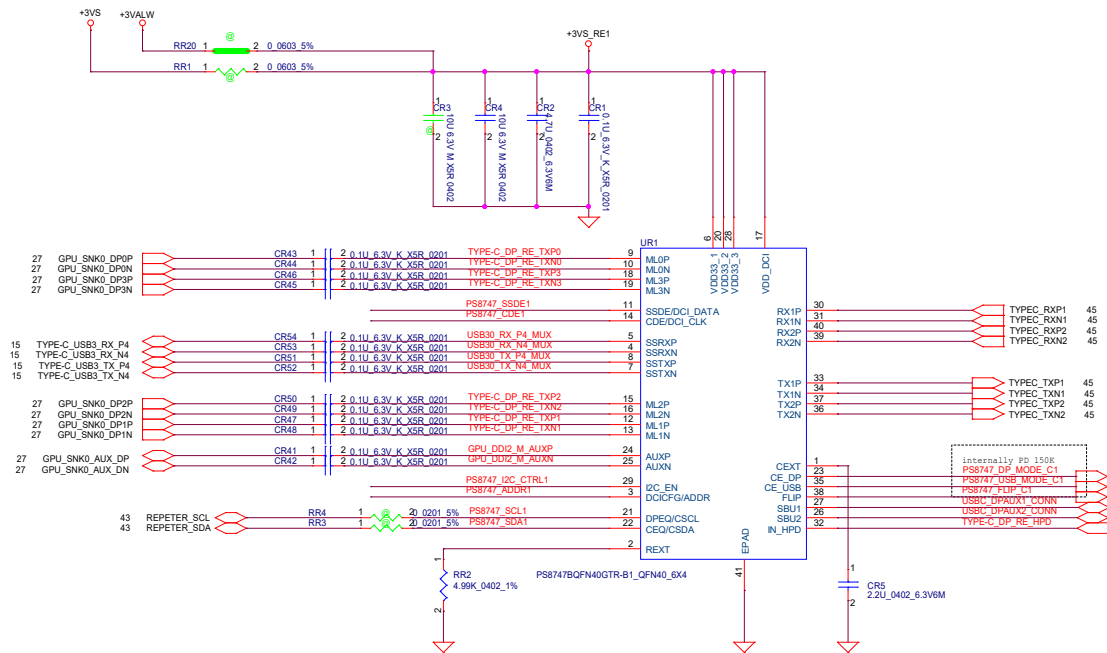 +3VS +3VALW
@
RR20 1 2 0_0603_5%
+3VS_RE1
RR1 1 2 0_0603_5%
@
1 CR3 2 10U 6.3V M X5R 0402 @
1 CR4 2 10U 6.3V M X5R 0402
1 CR2 2 4.7U_0402_6.3V6M
1 CR1 2 0.1U_6.3V_K_X5R_0201
UR1
6 20 28 17
VDD33_1 VDD33_2 VDD33_3 VDD_DCI
27 GPU_SNK0_DP0P CR43 1 2 0.1U_6.3V_K_X5R_0201 TYPE-C_DP_RE_TXP0 9 ML0P
27 GPU_SNK0_DP0N CR44 1 2 0.1U_6.3V_K_X5R_0201 TYPE-C_DP_RE_TXN0 10 ML0N
27 GPU_SNK0_DP3P CR46 1 2 0.1U_6.3V_K_X5R_0201 TYPE-C_DP_RE_TXP3 18 ML3P
27 GPU_SNK0_DP3N CR45 1 2 0.1U_6.3V_K_X5R_0201 TYPE-C_DP_RE_TXN3 19 ML3N
PS8747_SSDE1 11 SSDE/DCI_DATA
PS8747_CDE1 14 CDE/DCI_CLK
RX1P 30 TYPEC_RXP1 45
RX1N 31 TYPEC_RXN1 45
RX2P 40 TYPEC_RXP2 45
RX2N 39 TYPEC_RXN2 45
15 TYPE-C_USB3_RX_P4 CR54 1 2 0.1U_6.3V_K_X5R_0201 USB30_RX_P4_MUX 5 SSRXP
15 TYPE-C_USB3_RX_N4 CR53 1 2 0.1U_6.3V_K_X5R_0201 USB30_RX_N4_MUX 4 SSRXN
15 TYPE-C_USB3_TX_P4 CR51 1 2 0.1U_6.3V_K_X5R_0201 USB30_TX_P4_MUX 8 SSTXP
15 TYPE-C_USB3_TX_N4 CR52 1 2 0.1U_6.3V_K_X5R_0201 USB30_TX_N4_MUX 7 SSTXN
TX1P 33 TYPEC_TXP1 45
TX1N 34 TYPEC_TXN1 45
TX2P 37 TYPEC_TXP2 45
TX2N 36 TYPEC_TXN2 45
27 GPU_SNK0_DP2P CR50 1 2 0.1U_6.3V_K_X5R_0201 TYPE-C_DP_RE_TXP2 15 ML2P
27 GPU_SNK0_DP2N CR49 1 2 0.1U_6.3V_K_X5R_0201 TYPE-C_DP_RE_TXN2 16 ML2N
27 GPU_SNK0_DP1P CR47 1 2 0.1U_6.3V_K_X5R_0201 TYPE-C_DP_RE_TXP1 12 ML1P
27 GPU_SNK0_DP1N CR48 1 2 0.1U_6.3V_K_X5R_0201 TYPE-C_DP_RE_TXN1 13 ML1N
27 GPU_SNK0_AUX_DP CR41 1 2 0.1U_6.3V_K_X5R_0201 GPU_DDI2_M_AUXP 24 AUXP
27 GPU_SNK0_AUX_DN CR42 1 2 0.1U_6.3V_K_X5R_0201 GPU_DDI2_M_AUXN 25 AUXN
internally PD 150K
CEXT 1
CE_DP 23 PS8747_DP_MODE_C1
CE_USB 35 PS8747_USB_MODE_C1
FLIP 38 PS8747_FLIP_C1
SBU1 27 USBC_DPAUX1_CONN
SBU2 26 USBC_DPAUX2_CONN
IN_HPD 32 TYPE-C_DP_RE_HPD
PS8747_I2C_CTRL1 29 I2C_EN
PS8747_ADDR1 3 DCICFG/ADDR
43 REPETER_SCL RR4 1 @ 2 0_0201_5% PS8747_SCL1 21 DPEQ/CSCL
43 REPETER_SDA RR3 1 @ 2 0_0201_5% PS8747_SDA1 22 CEQ/CSDA
2 REXT
EPAD 41
1 RR2 2 4.99K_0402_1%
PS8747BQFN40GTR-B1_QFN40_6X4
1 CR5 2 2.2U_0402_6.3V6M